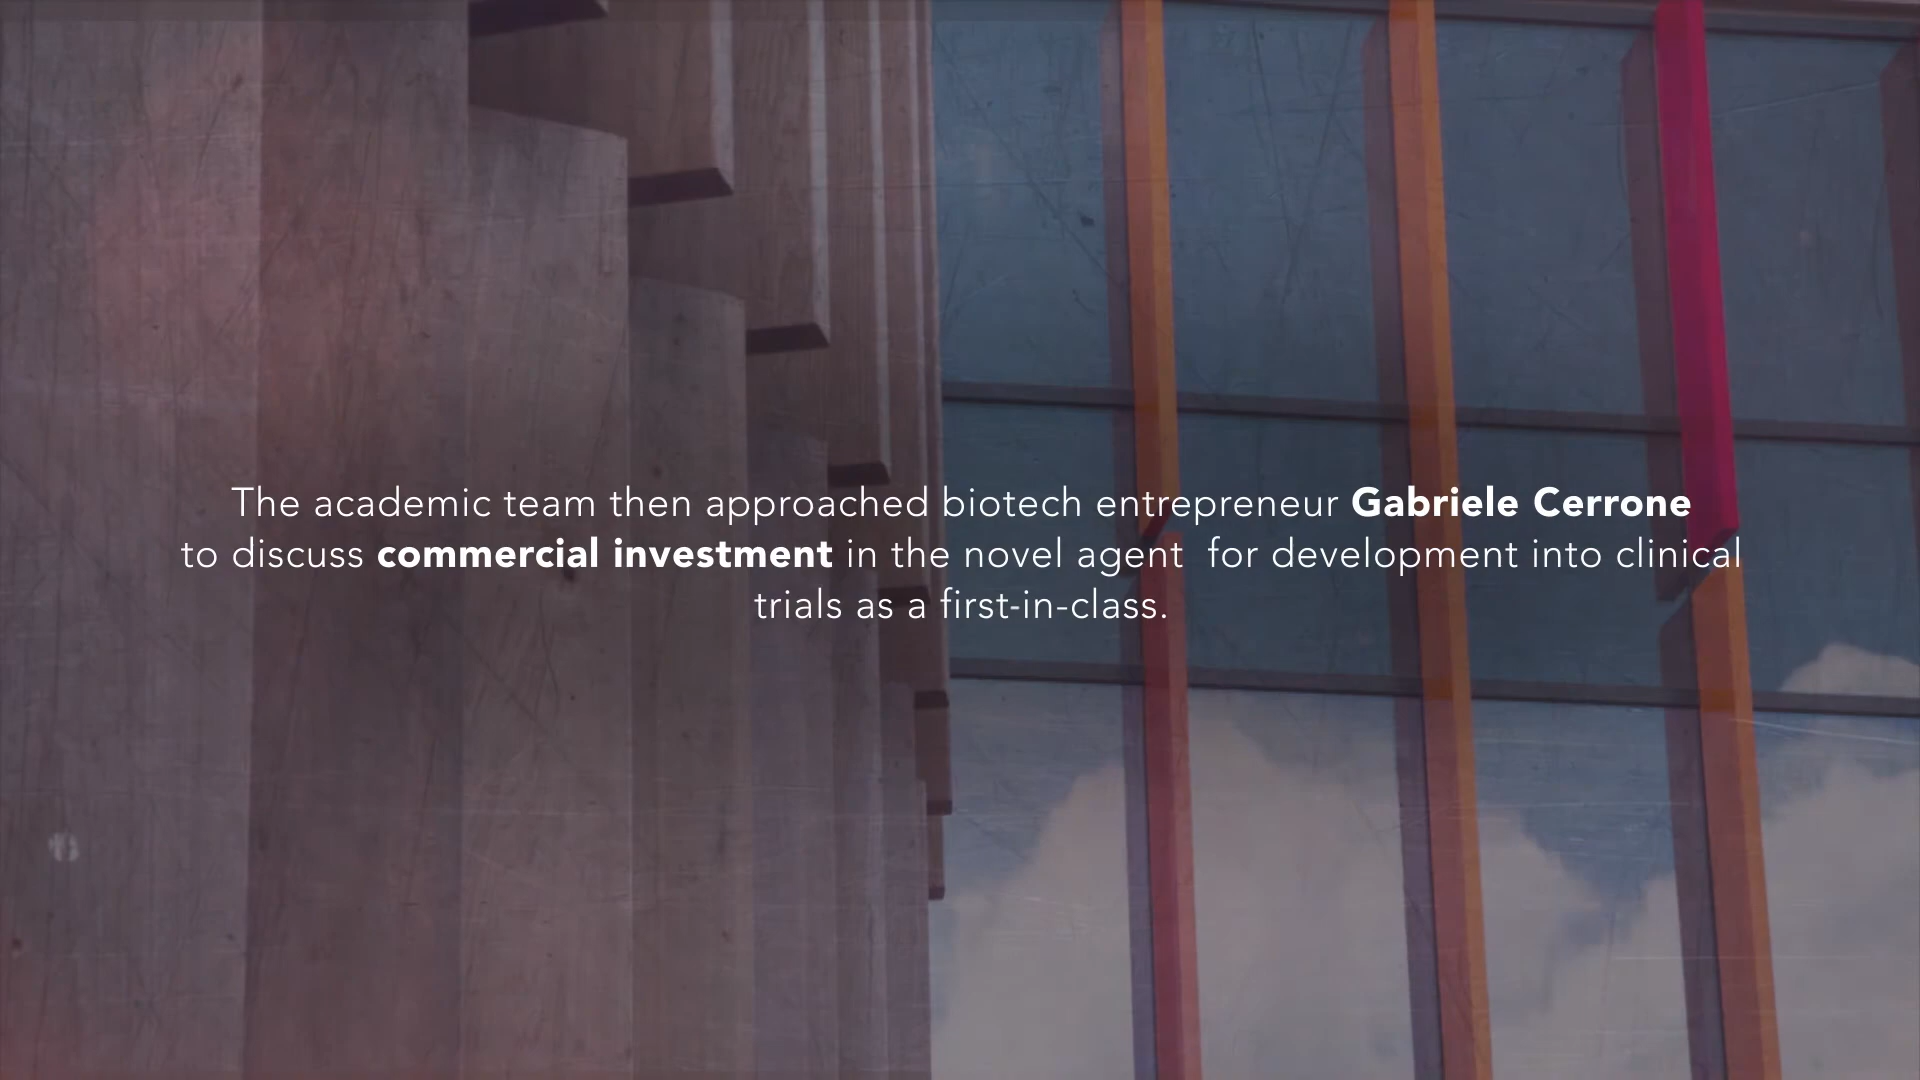 The academic team then approached biotech entrepreneur Gabriele Cerrone
to discuss commercial investment in the novel agent  for development into clinical
trials as a first-in-class.